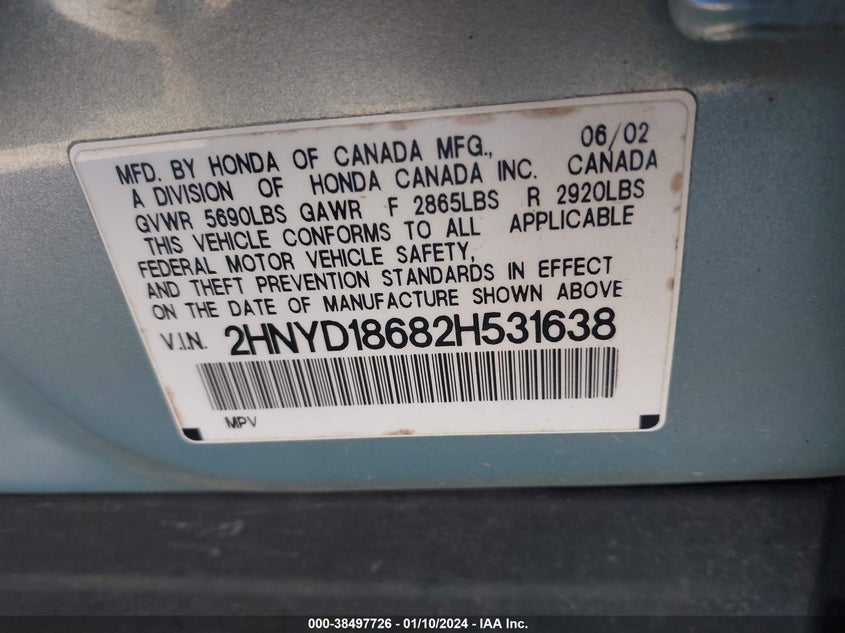 06/02
MFD. BY HONDA OF CANADA MFG.,
A DIVISION OF HONDA CANADA INC. CANADA
GVWR 5690LBS GAWR F 2865LBS R 2920LBS
THIS VEHICLE CONFORMS TO ALL APPLICABLE
FEDERAL MOTOR VEHICLE SAFETY,
AND THEFT PREVENTION STANDARDS IN EFFECT
ON THE DATE OF MANUFACTURE SHOWN ABOVE
V.I.N. 2HNYD18682H531638
MPV
000-38497726 - 01/10/2024 - IAAI Inc.